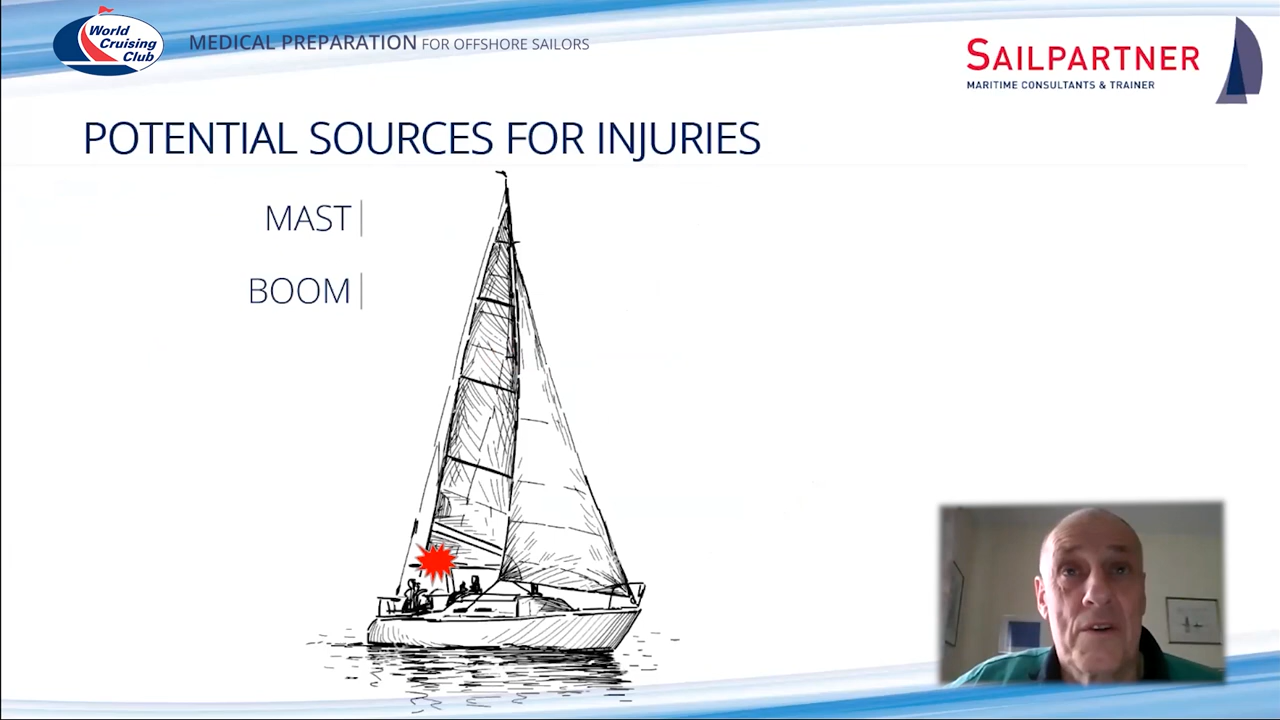 World
Cruising
Club
MEDICAL PREPARATION FOR OFFSHORE SAILORS
SAILPARTNER
MARITIME CONSULTANTS & TRAINER
POTENTIAL SOURCES FOR INJURIES
MAST
BOOM